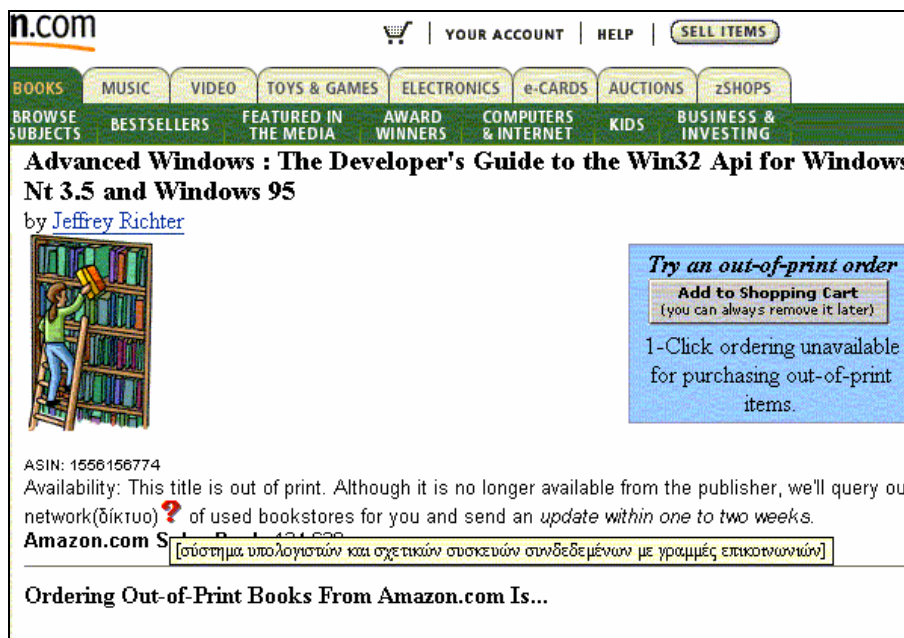 n.com
YOUR ACCOUNT | HELP | SELL ITEMS
BOOKS MUSIC VIDEO TOYS & GAMES ELECTRONICS e-CARDS AUCTIONS zSHOPS
BROWSE SUBJECTS BESTSELLERS FEATURED IN THE MEDIA AWARD WINNERS COMPUTERS & INTERNET KIDS BUSINESS & INVESTING
Advanced Windows : The Developer's Guide to the Win32 Api for Windows
Nt 3.5 and Windows 95
by Jeffrey Richter
Try an out-of-print order
Add to Shopping Cart
(you can always remove it later)
1-Click ordering unavailable
for purchasing out-of-print
items.
ASIN: 1556156774
Availability: This title is out of print. Although it is no longer available from the publisher, we'll query ou
network(δίκτυο)? of used bookstores for you and send an update within one to two weeks.
Amazon.com S
[σύστημα υπολογιστών και σχετικών συσκευών συνδεδεμένων με γραμμές επικοινωνιών]
Ordering Out-of-Print Books From Amazon.com Is...